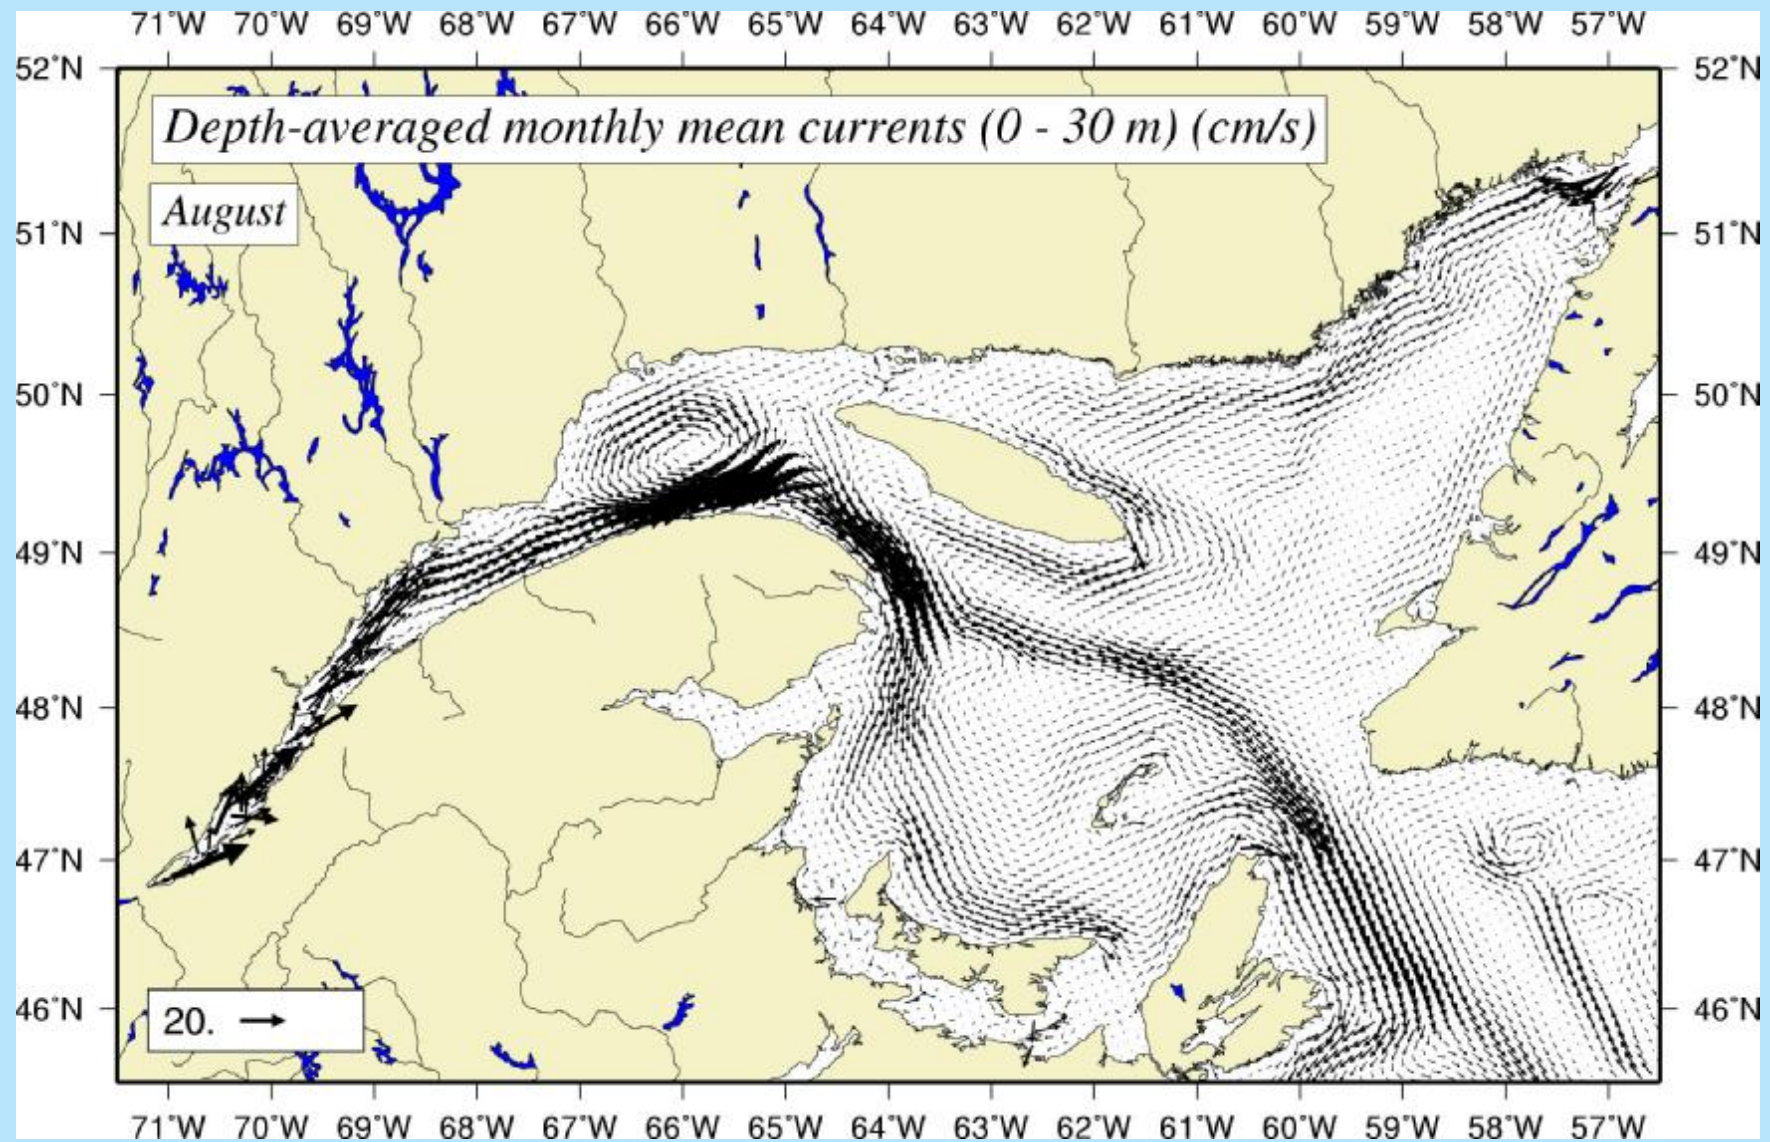 71°W 70°W 69°W 68°W 67°W 66°W 65°W 64°W 63°W 62°W 61°W 60°W 59°W 58°W 57°W
52°N 52°N
Depth-averaged monthly mean currents (0 - 30 m) (cm/s)
August
51°N 51°N
50°N 50°N
49°N 49°N
48°N 48°N
47°N 47°N
46°N 46°N
20.
71°W 70°W 69°W 68°W 67°W 66°W 65°W 64°W 63°W 62°W 61°W 60°W 59°W 58°W 57°W